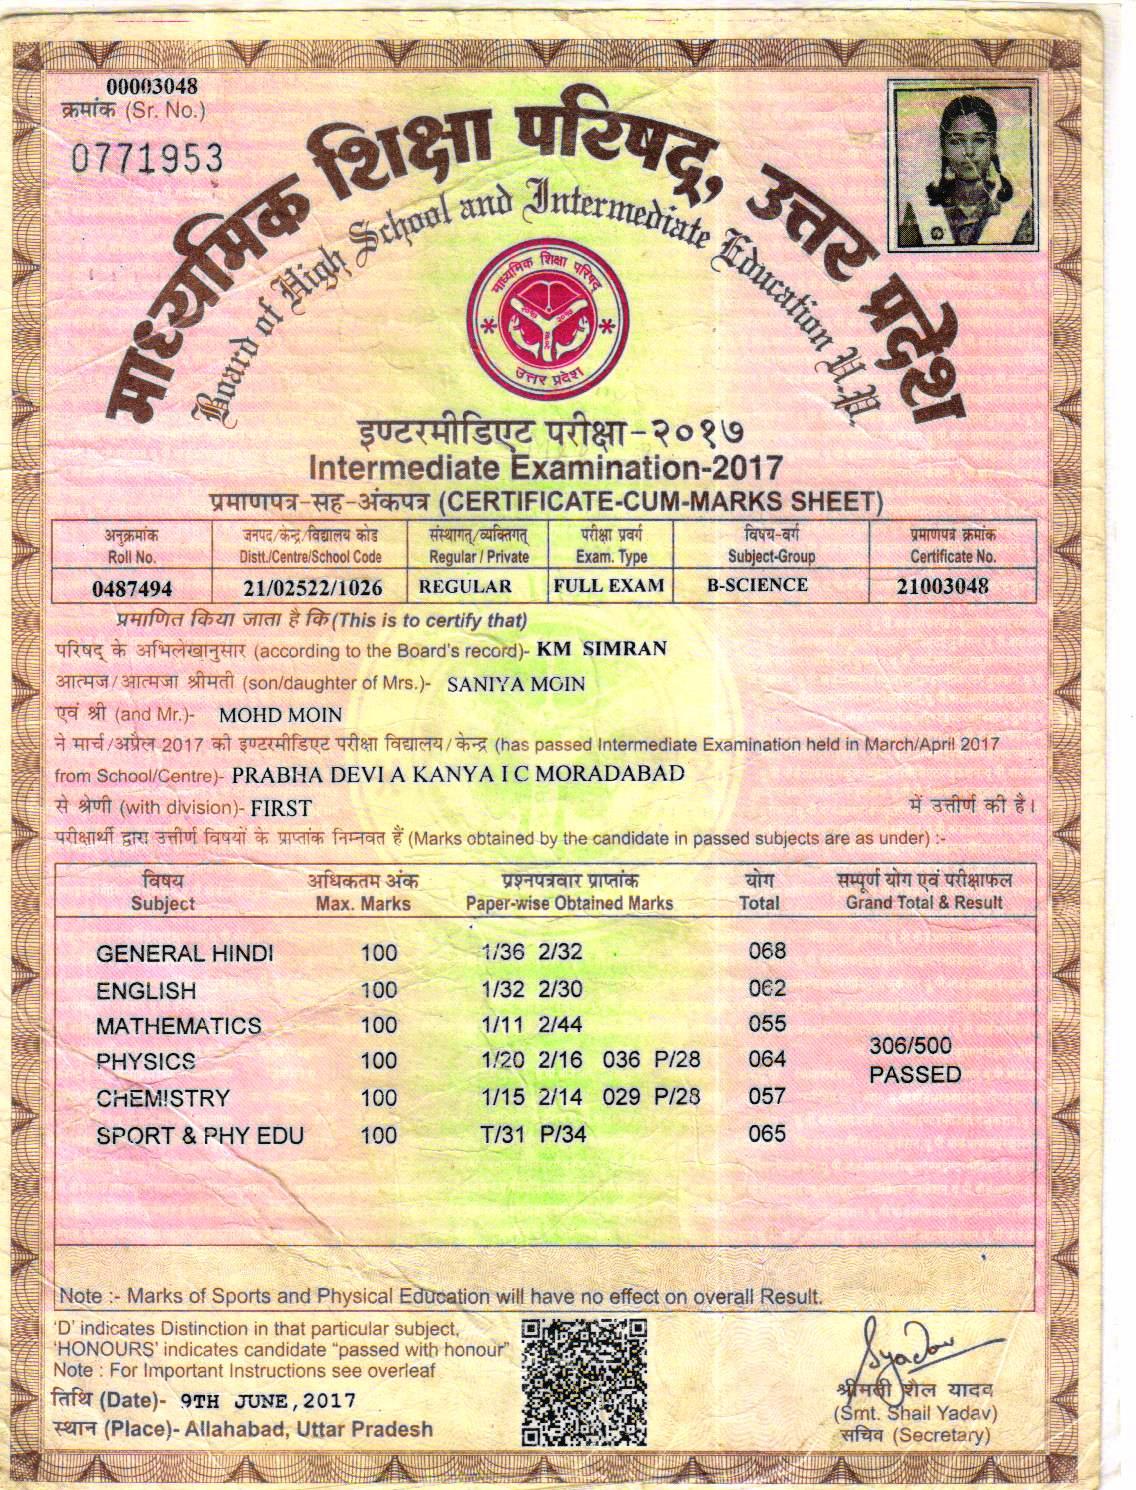 00003048
क्रमांक (Sr. No.)
0771953
माध्यमिक शिक्षा परिषद्, उत्तर प्रदेश
Board of High School and Intermediate Education U.P.
माध्यमिक शिक्षा परिषद्
उत्तर प्रदेश
इण्टरमीडिएट परीक्षा-२०१७
Intermediate Examination-2017
प्रमाणपत्र-सह-अंकपत्र (CERTIFICATE-CUM-MARKS SHEET)
अनुक्रमांक जनपद/केन्द्र/विद्यालय कोड संस्थागत्/व्यक्तिगत् परीक्षा प्रवर्ग विषय-वर्ग प्रमाणपत्र क्रमांक
Roll No. Distt./Centre/School Code Regular / Private Exam. Type Subject-Group Certificate No.
0487494 21/02522/1026 REGULAR FULL EXAM B-SCIENCE 21003048
प्रमाणित किया जाता है कि (This is to certify that)
परिषद् के अभिलेखानुसार (according to the Board's record)- KM SIMRAN
आत्मज/आत्मजा श्रीमती (son/daughter of Mrs.)- SANIYA MOIN
एवं श्री (and Mr.)- MOHD MOIN
ने मार्च/अप्रैल 2017 की इण्टरमीडिएट परीक्षा विद्यालय/केन्द्र (has passed Intermediate Examination held in March/April 2017
from School/Centre)- PRABHA DEVI A KANYA I C MORADABAD
से श्रेणी (with division)- FIRST में उत्तीर्ण की है।
परीक्षार्थी द्वारा उत्तीर्ण विषयों के प्राप्तांक निम्नवत हैं (Marks obtained by the candidate in passed subjects are as under) :-
विषय अधिकतम अंक प्रश्नपत्रवार प्राप्तांक योग सम्पूर्ण योग एवं परीक्षाफल
Subject Max. Marks Paper-wise Obtained Marks Total Grand Total & Result
GENERAL HINDI 100 1/36 2/32 068
ENGLISH 100 1/32 2/30 062
MATHEMATICS 100 1/11 2/44 055
306/500
PHYSICS 100 1/20 2/16 036 P/28 064
PASSED
CHEMISTRY 100 1/15 2/14 029 P/28 057
SPORT & PHY EDU 100 T/31 P/34 065
Note :- Marks of Sports and Physical Education will have no effect on overall Result.
'D' indicates Distinction in that particular subject,
'HONOURS' indicates candidate "passed with honour"
Note : For Important Instructions see overleaf
तिथि (Date)- 9TH JUNE,2017
स्थान (Place)- Allahabad, Uttar Pradesh
Syadav
श्रीमती शैल यादव
(Smt. Shail Yadav)
सचिव (Secretary)